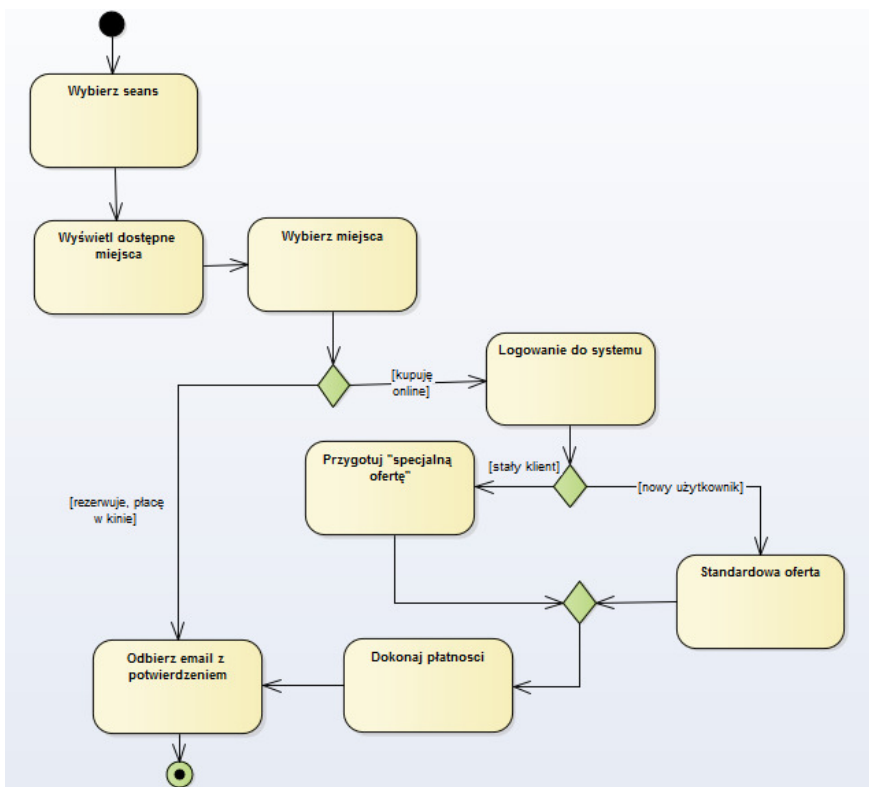 Wybierz seans
Wyświetl dostępne
miejsca
Wybierz miejsca
Logowanie do systemu
[kupuję
online]
Przygotuj "specjalną
ofertę"
[stały klient]
[nowy użytkownik]
[rezerwuje, płacę
w kinie]
Standardowa oferta
Odbierz email z
potwierdzeniem
Dokonaj płatnosci